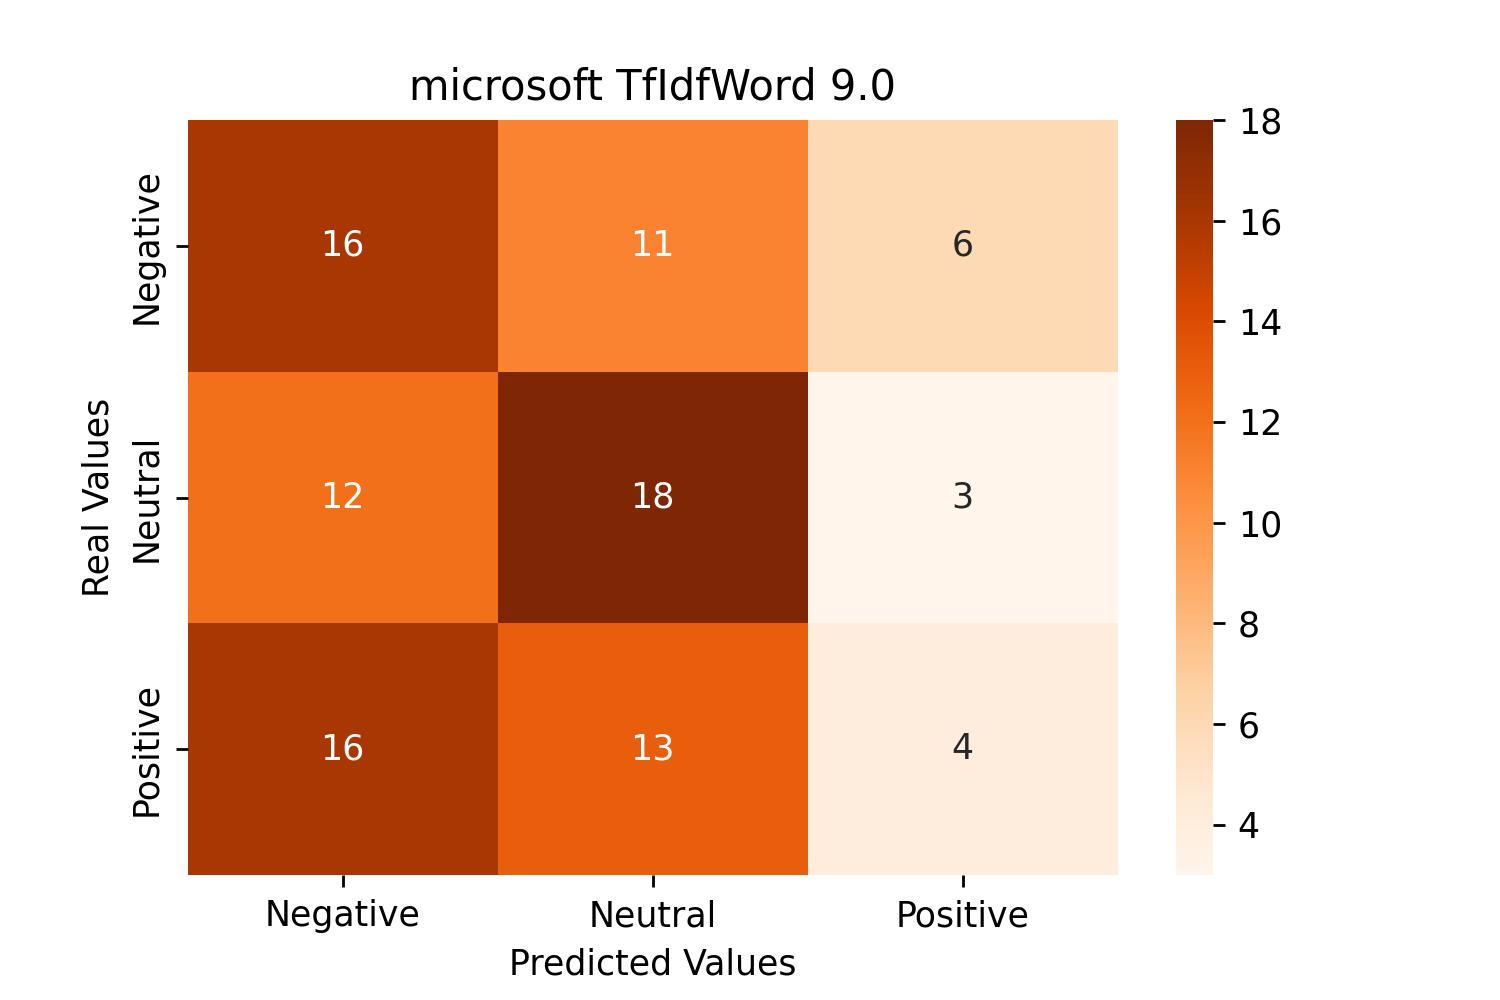 microsoft TfIdfWord 9.0
Real Values
Negative
Neutral
Positive
16 11 6
12 18 3
16 13 4
Negative Neutral Positive
Predicted Values
18
16
14
12
10
8
6
4